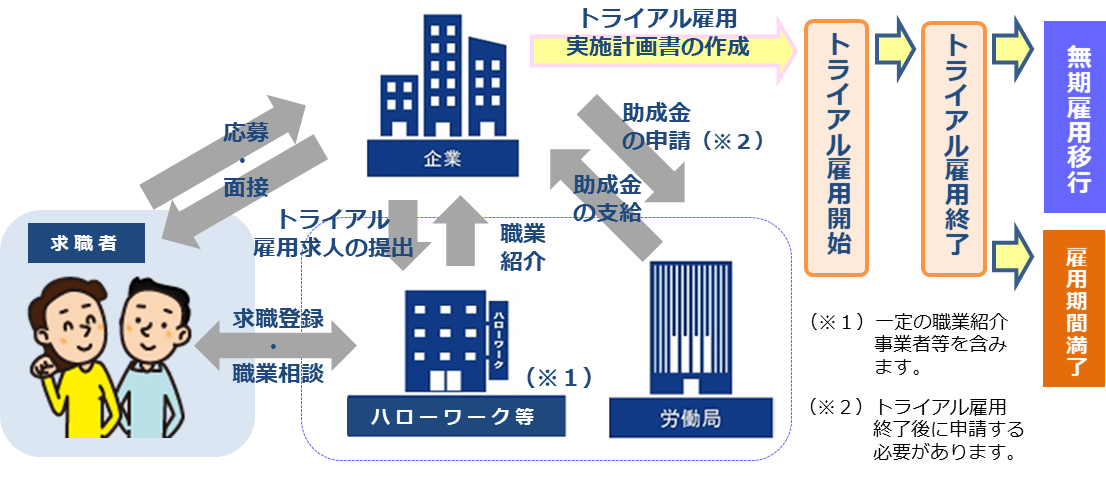 トライアル雇用
実施計画書の作成
トライアル雇用開始
トライアル雇用終了
無期雇用移行
雇用期間満了
企業
応募
・
面接
助成金
の申請（※２）
助成金
の支給
求職者
トライアル
雇用求人の提出
職業
紹介
求職登録
・
職業相談
ハローワーク
（※１）
ハローワーク等
労働局
（※１）一定の職業紹介
事業者等を含み
ます。
（※２）トライアル雇用
終了後に申請する
必要があります。